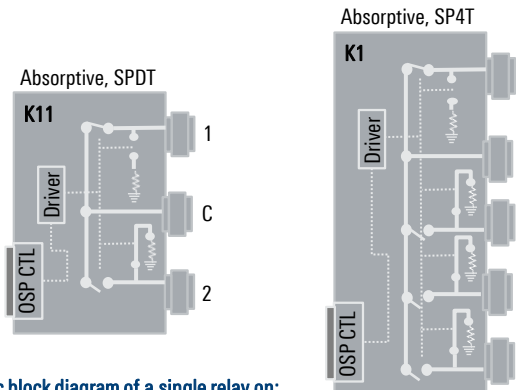 Absorptive, SPDT
K11
Driver
OSP CTL
1
C
2
Absorptive, SP4T
K1
Driver
OSP CTL
block diagram of a single relay on: